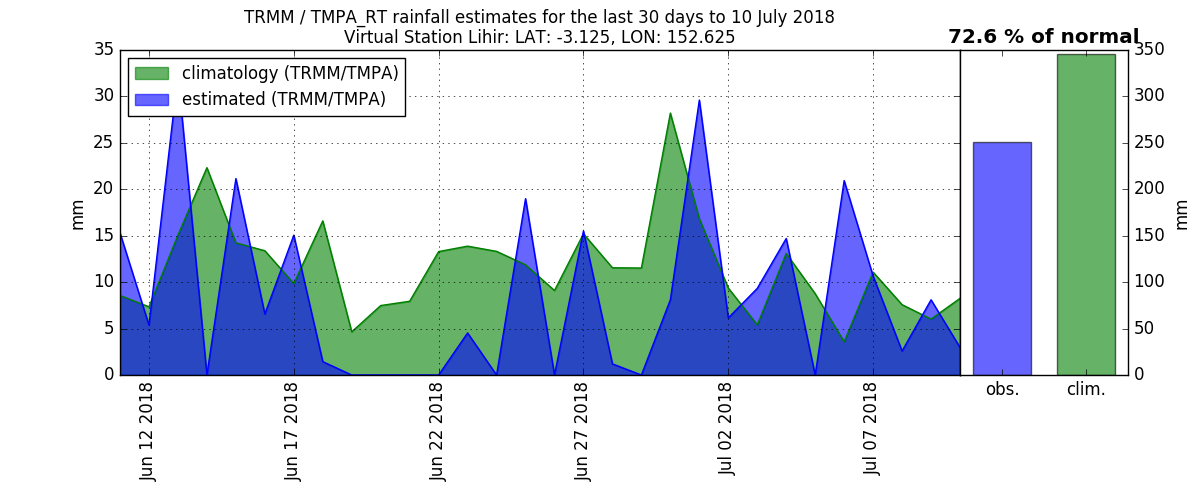 TRMM / TMPA_RT rainfall estimates for the last 30 days to 10 July 2018
Virtual Station Lihir: LAT: -3.125, LON: 152.625
72.6 % of normal
climatology (TRMM/TMPA)
estimated (TRMM/TMPA)
35
30
25
20
15
10
5
0
mm
Jun 12 2018
Jun 17 2018
Jun 22 2018
Jun 27 2018
Jul 02 2018
Jul 07 2018
obs.
clim.
350
300
250
200
150
100
50
0
mm